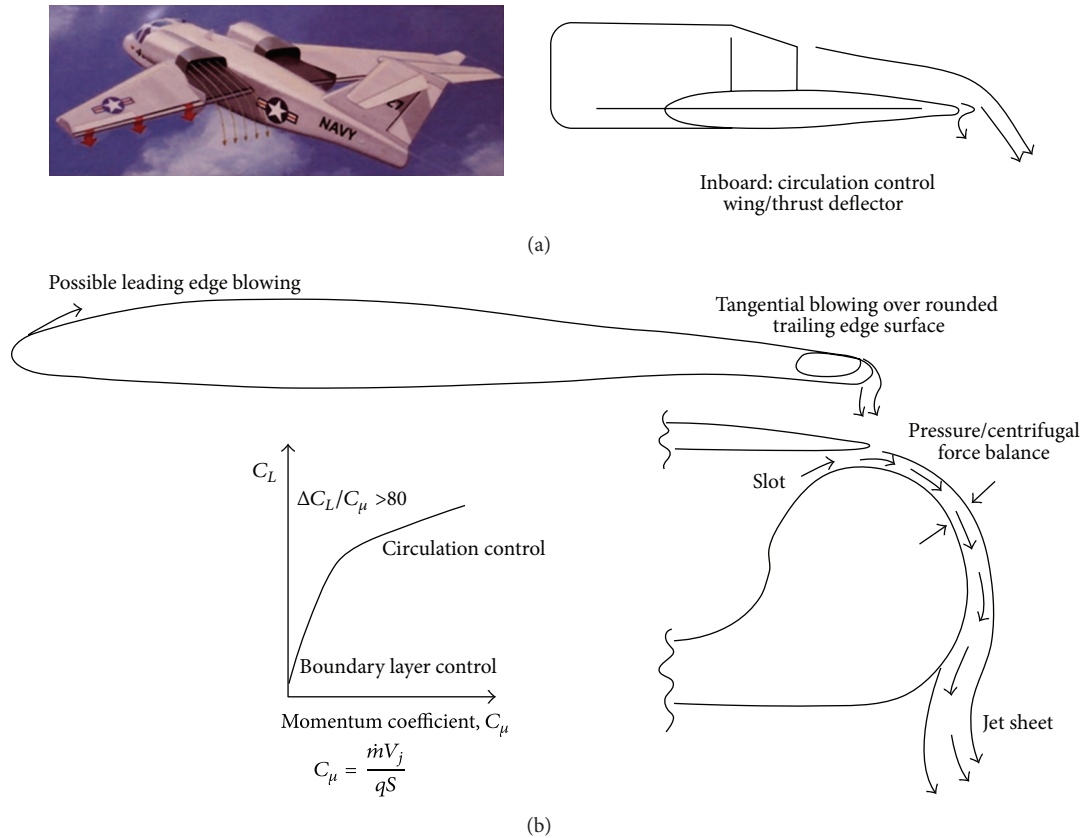 NAVY
Inboard: circulation control
wing/thrust deflector
(a)
Possible leading edge blowing
Tangential blowing over rounded
trailing edge surface
Pressure/centrifugal
force balance
Slot
C_L
ΔC_L/C_μ >80
Circulation control
Boundary layer control
Momentum coefficient, C_μ
C_μ = ṁV_j / qS
Jet sheet
(b)